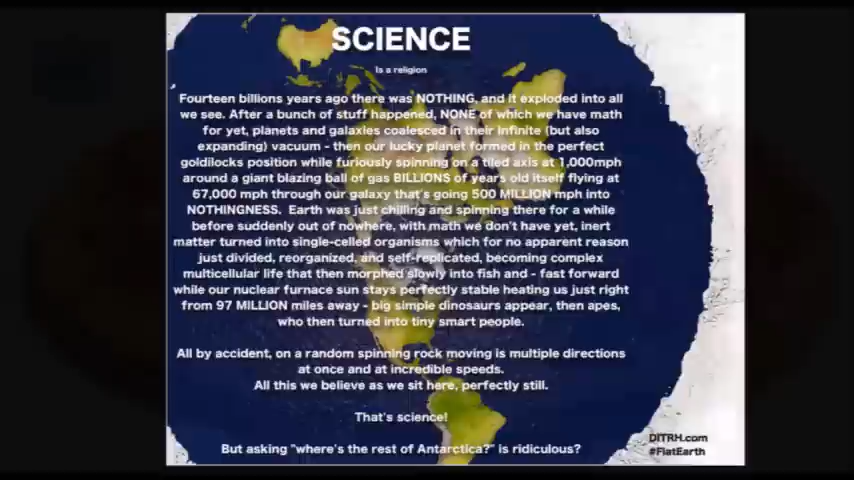 SCIENCE
Is a religion
Fourteen billions years ago there was NOTHING, and it exploded into all
we see. After a bunch of stuff happened, NONE of which we have math
for yet, planets and galaxies coalesced in their infinite (but also
expanding) vacuum - then our lucky planet formed in the perfect
goldilocks position while furiously spinning on a tiled axis at 1,000mph
around a giant blazing ball of gas BILLIONS of years old itself flying at
67,000 mph through our galaxy that's going 500 MILLION mph into
NOTHINGNESS. Earth was just chilling and spinning there for a while
before suddenly out of nowhere, with math we don't have yet, inert
matter turned into single-celled organisms which for no apparent reason
just divided, reorganized, and self-replicated, becoming complex
multicellular life that then morphed slowly into fish and - fast forward
while our nuclear furnace sun stays perfectly stable heating us just right
from 97 MILLION miles away - big simple dinosaurs appear, then apes,
who then turned into tiny smart people.
All by accident, on a random spinning rock moving is multiple directions
at once and at incredible speeds.
All this we believe as we sit here, perfectly still.
That's science!
But asking "where's the rest of Antarctica?" is ridiculous?
DITRH.com
#FlatEarth